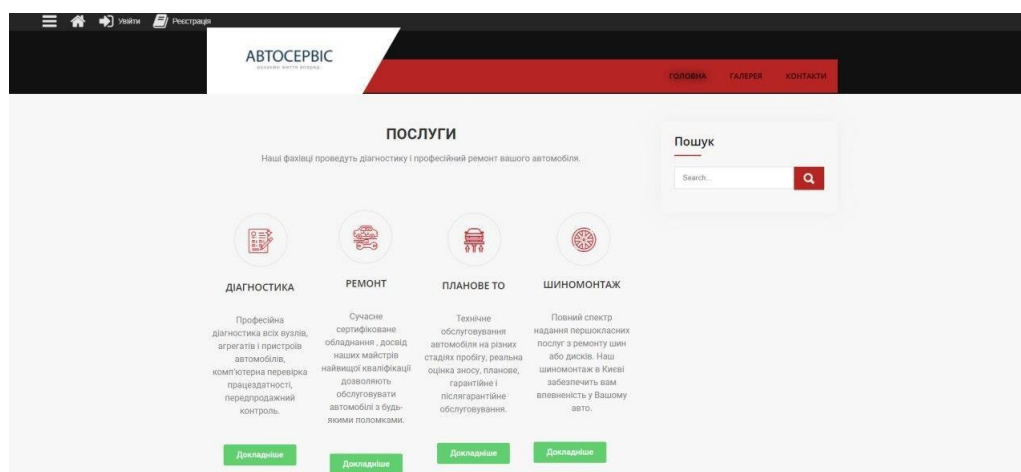 Увійти Реєстрація
АВТОСЕРВІС
ГОЛОВНА ГАЛЕРЕЯ КОНТАКТИ
ПОСЛУГИ
Наші фахівці проведуть діагностику і професійний ремонт вашого автомобіля.
Пошук
Search...
ДІАГНОСТИКА
Професійна
діагностика всіх вузлів,
агрегатів і пристроїв
автомобілів,
комп'ютерна перевірка
працездатності,
передпродажний
контроль.
Докладніше
РЕМОНТ
Сучасне
сертифіковане
обладнання , досвід
наших майстрів
найвищої кваліфікації
дозволяють
обслуговувати
автомобілі з будь-
якими поломками.
Докладніше
ПЛАНОВЕ ТО
Технічне
обслуговування
автомобіля на різних
стадіях пробігу, реальна
оцінка зносу, планове,
гарантійне і
післягарантійне
обслуговування.
Докладніше
ШИНОМОНТАЖ
Повний спектр
надання першокласних
послуг з ремонту шин
або дисків. Наш
шиномонтаж в Києві
забезпечить вам
впевненість у Вашому
авто.
Докладніше